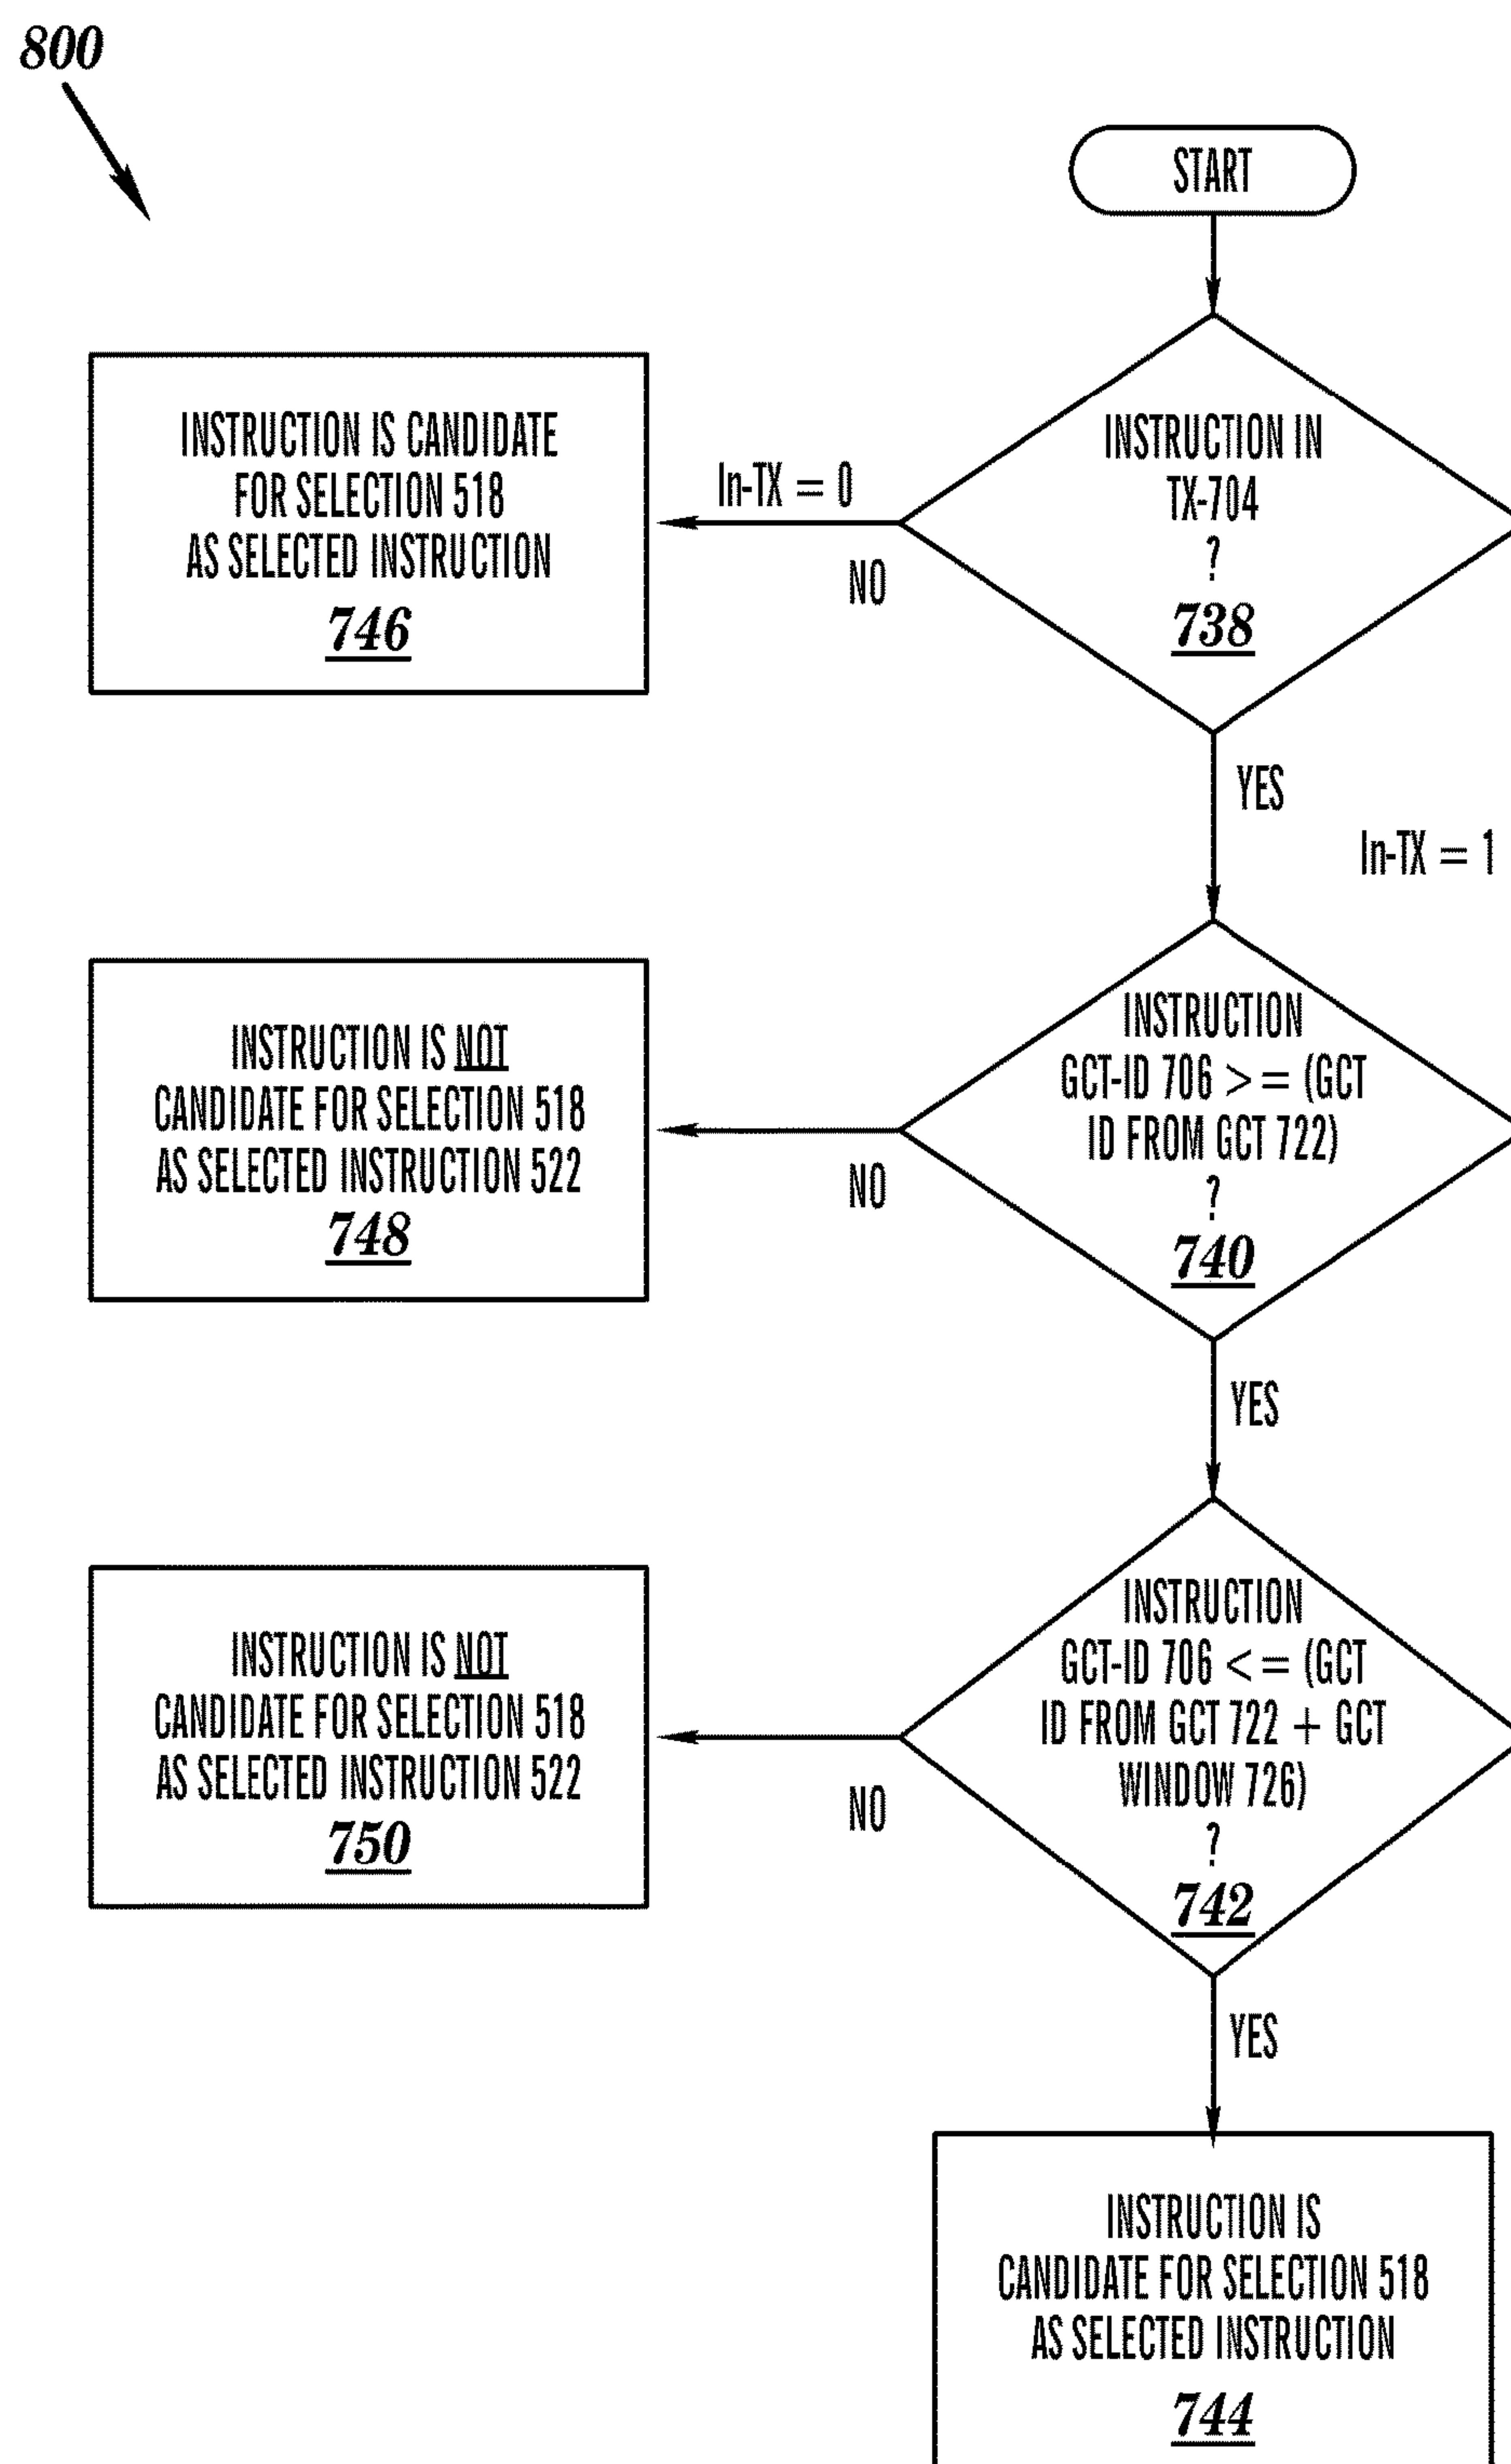 800
START
INSTRUCTION IN
TX-704
?
738
In-TX = 0
NO
INSTRUCTION IS CANDIDATE
FOR SELECTION 518
AS SELECTED INSTRUCTION
746
YES
In-TX = 1
INSTRUCTION
GCT-ID 706 >= (GCT
ID FROM GCT 722)
?
740
NO
INSTRUCTION IS NOT
CANDIDATE FOR SELECTION 518
AS SELECTED INSTRUCTION 522
748
YES
INSTRUCTION
GCT-ID 706 <= (GCT
ID FROM GCT 722 + GCT
WINDOW 726)
?
742
NO
INSTRUCTION IS NOT
CANDIDATE FOR SELECTION 518
AS SELECTED INSTRUCTION 522
750
YES
INSTRUCTION IS
CANDIDATE FOR SELECTION 518
AS SELECTED INSTRUCTION
744